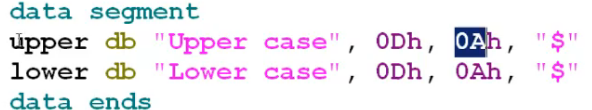 data segment
upper db "Upper case", 0Dh, 0Ah, "$"
lower db "Lower case", 0Dh, 0Ah, "$"
data ends